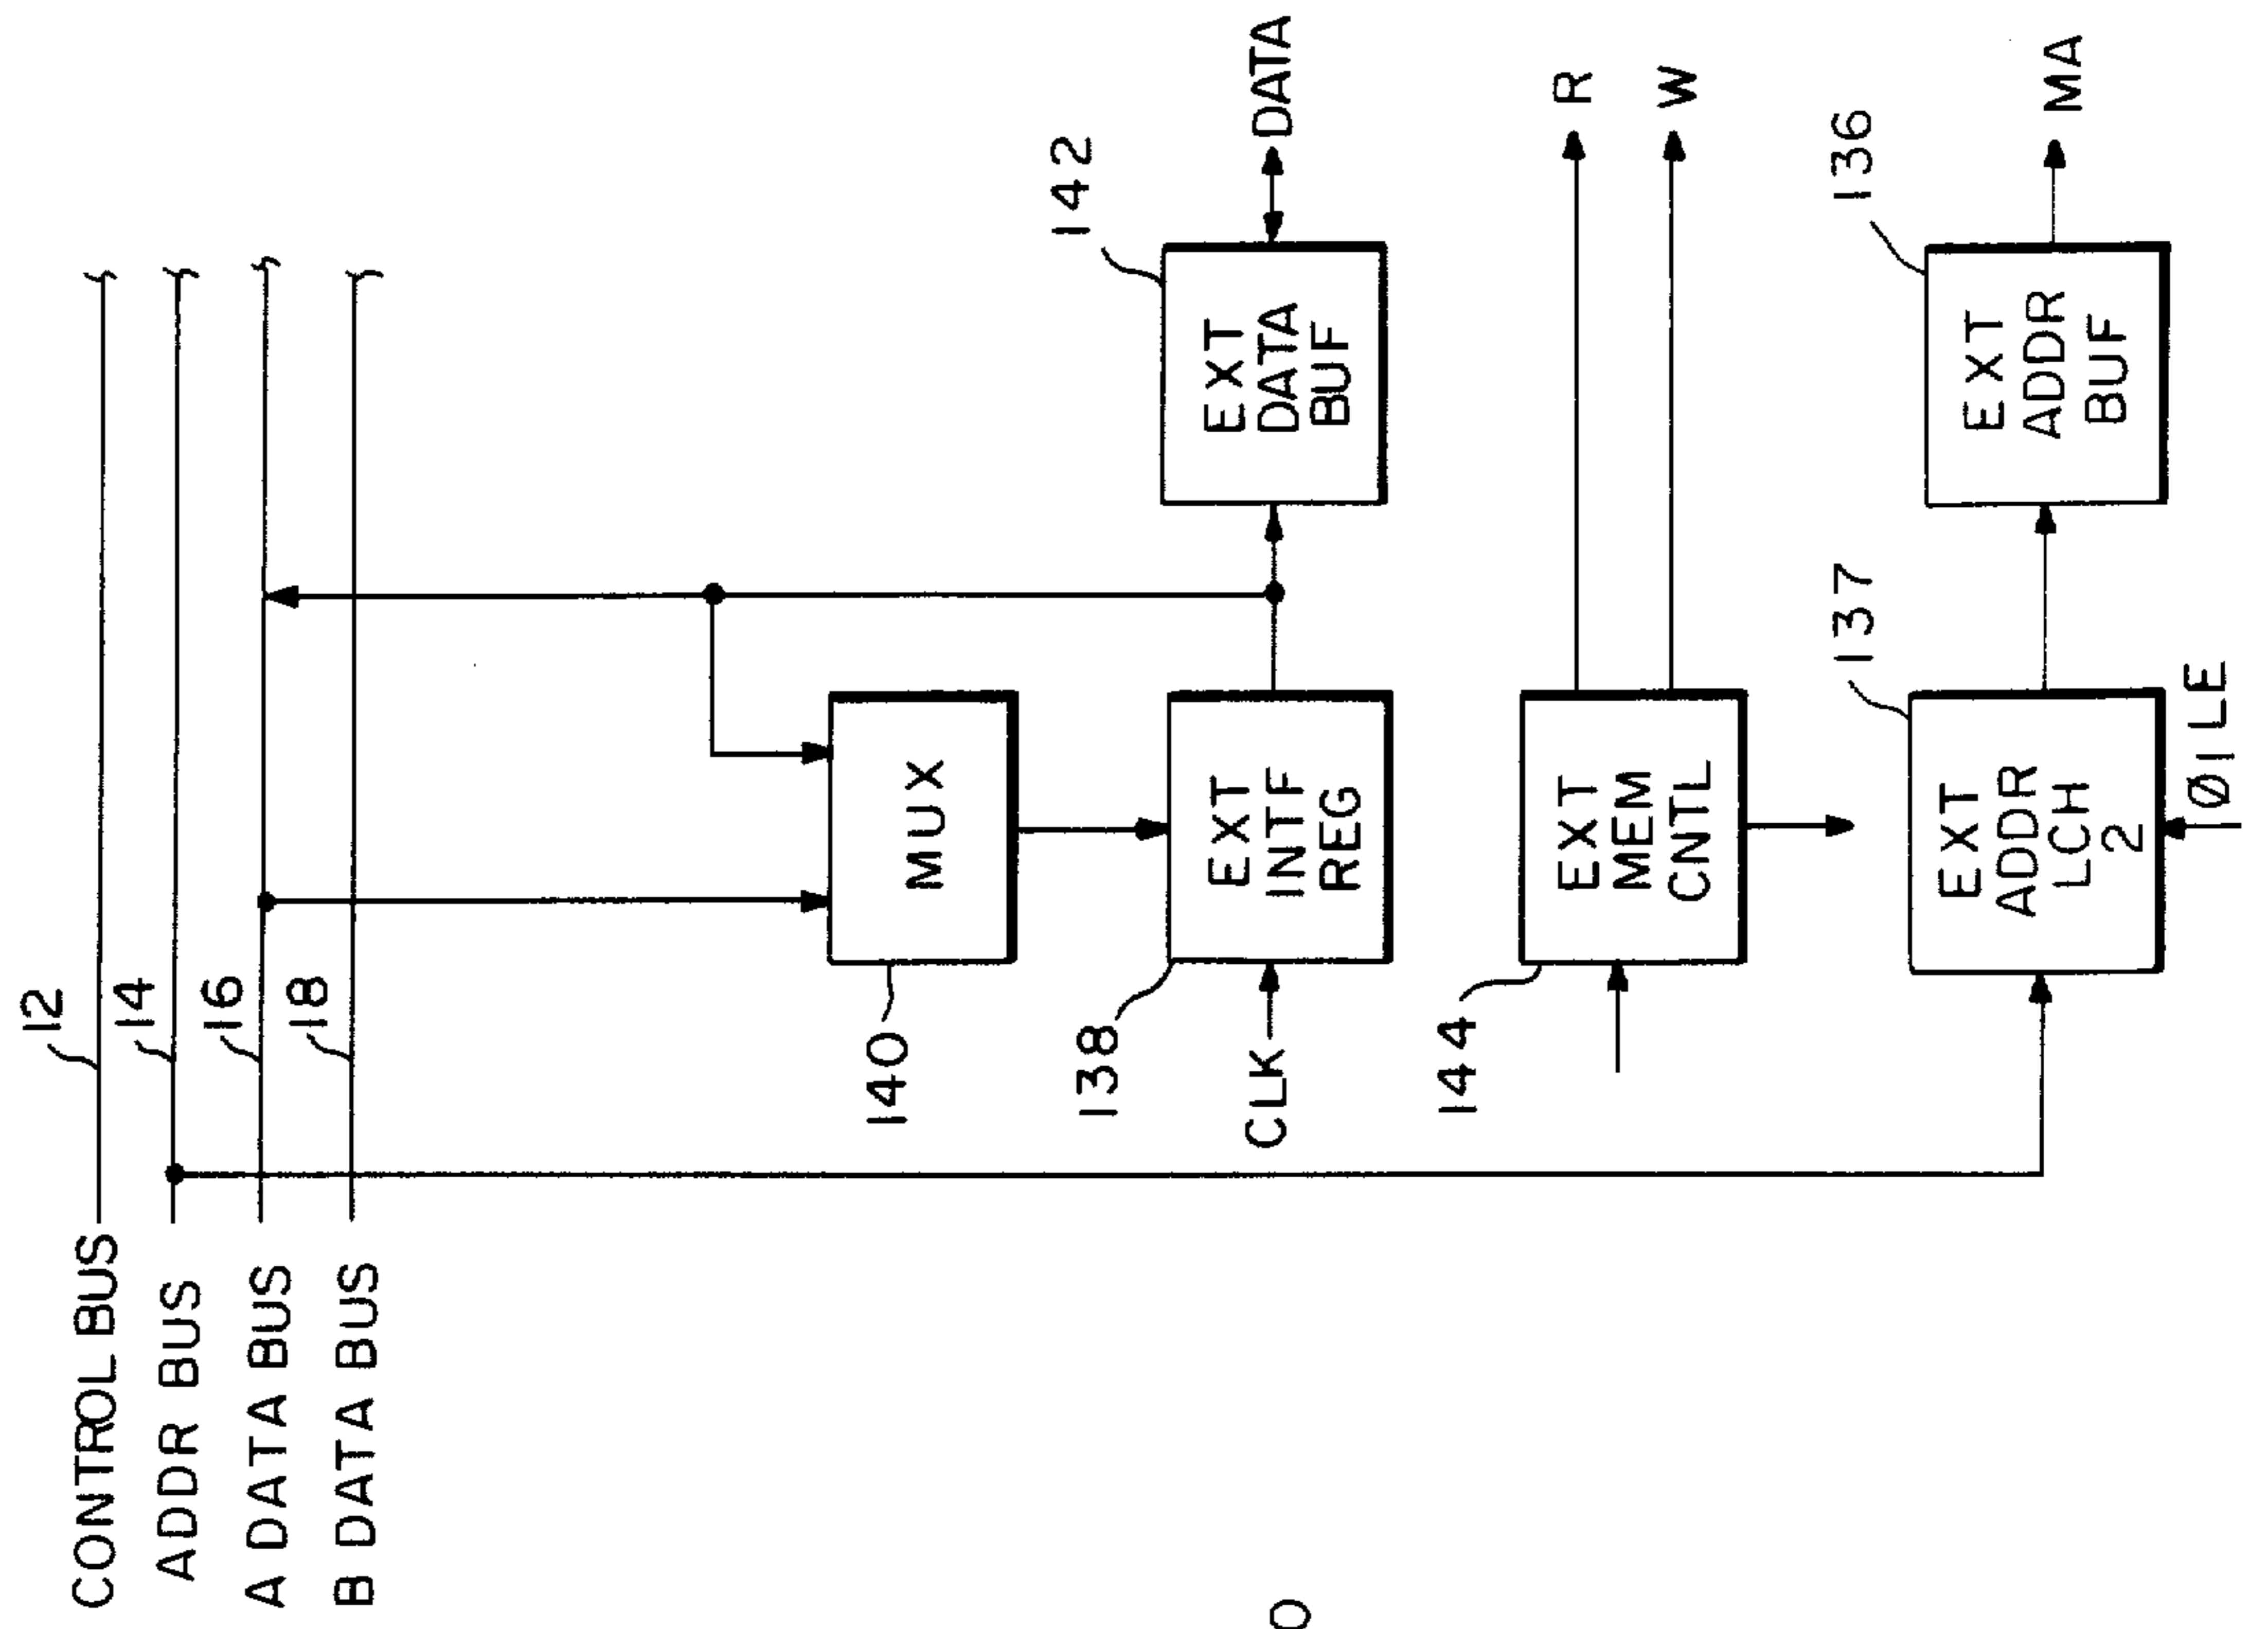 CONTROL BUS
12
ADDR BUS
14
A DATA BUS
16
B DATA BUS
18
140
MUX
142
EXT
DATA
BUF
DATA
138
CLK
EXT
INTF
REG
144
EXT
MEM
CNTL
R
W
137
EXT
ADDR
LCH
2
Ø1LE
136
EXT
ADDR
BUF
MA
0